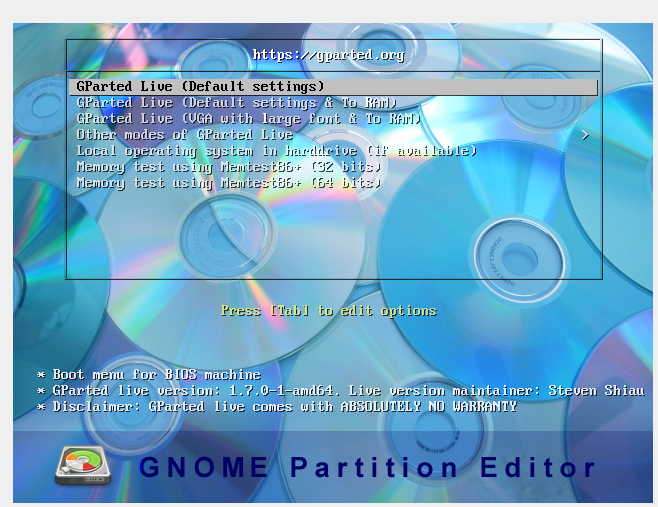 https://gparted.org
GParted Live (Default settings)
GParted Live (Default settings & To RAM)
GParted Live (VGA with large font & To RAM)
Other modes of GParted Live >
Local operating system in harddrive (if available)
Memory test using Memtest86+ (32 bits)
Memory test using Memtest86+ (64 bits)
Press [Tab] to edit options
* Boot menu for BIOS machine
* GParted live version: 1.7.0-1-amd64. Live version maintainer: Steven Shiau
* Disclaimer: GParted live comes with ABSOLUTELY NO WARRANTY
GNOME Partition Editor